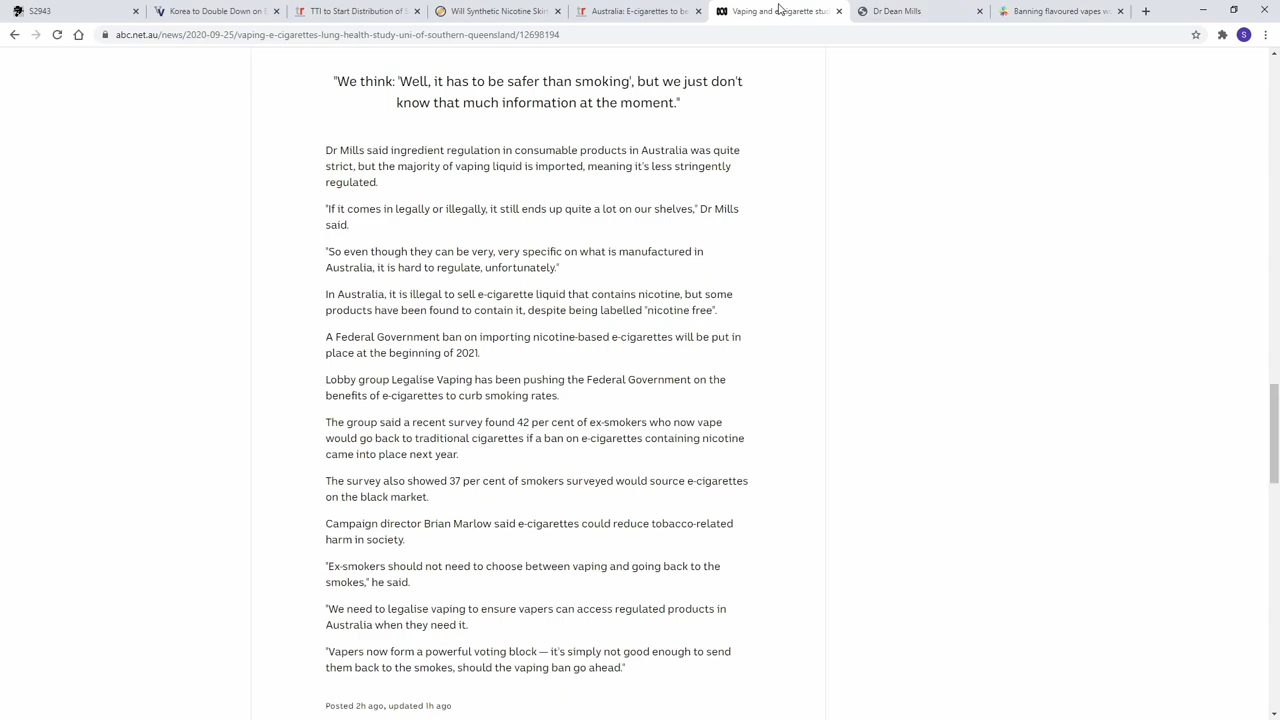 S2943
Korea to Double Down on E
TTI to Start Distribution of S
Will Synthetic Nicotine Skirt
Australia: E-cigarettes to be
Vaping and e-cigarette stud
Dr Dean Mills
Banning flavoured vapes w
abc.net.au/news/2020-09-25/vaping-e-cigarettes-lung-health-study-uni-of-southern-queensland/12698194
S
"We think: 'Well, it has to be safer than smoking', but we just don't
know that much information at the moment."
Dr Mills said ingredient regulation in consumable products in Australia was quite
strict, but the majority of vaping liquid is imported, meaning it's less stringently
regulated.
"If it comes in legally or illegally, it still ends up quite a lot on our shelves," Dr Mills
said.
"So even though they can be very, very specific on what is manufactured in
Australia, it is hard to regulate, unfortunately."
In Australia, it is illegal to sell e-cigarette liquid that contains nicotine, but some
products have been found to contain it, despite being labelled "nicotine free".
A Federal Government ban on importing nicotine-based e-cigarettes will be put in
place at the beginning of 2021.
Lobby group Legalise Vaping has been pushing the Federal Government on the
benefits of e-cigarettes to curb smoking rates.
The group said a recent survey found 42 per cent of ex-smokers who now vape
would go back to traditional cigarettes if a ban on e-cigarettes containing nicotine
came into place next year.
The survey also showed 37 per cent of smokers surveyed would source e-cigarettes
on the black market.
Campaign director Brian Marlow said e-cigarettes could reduce tobacco-related
harm in society.
"Ex-smokers should not need to choose between vaping and going back to the
smokes," he said.
"We need to legalise vaping to ensure vapers can access regulated products in
Australia when they need it.
"Vapers now form a powerful voting block — it's simply not good enough to send
them back to the smokes, should the vaping ban go ahead."
Posted 2h ago, updated 1h ago